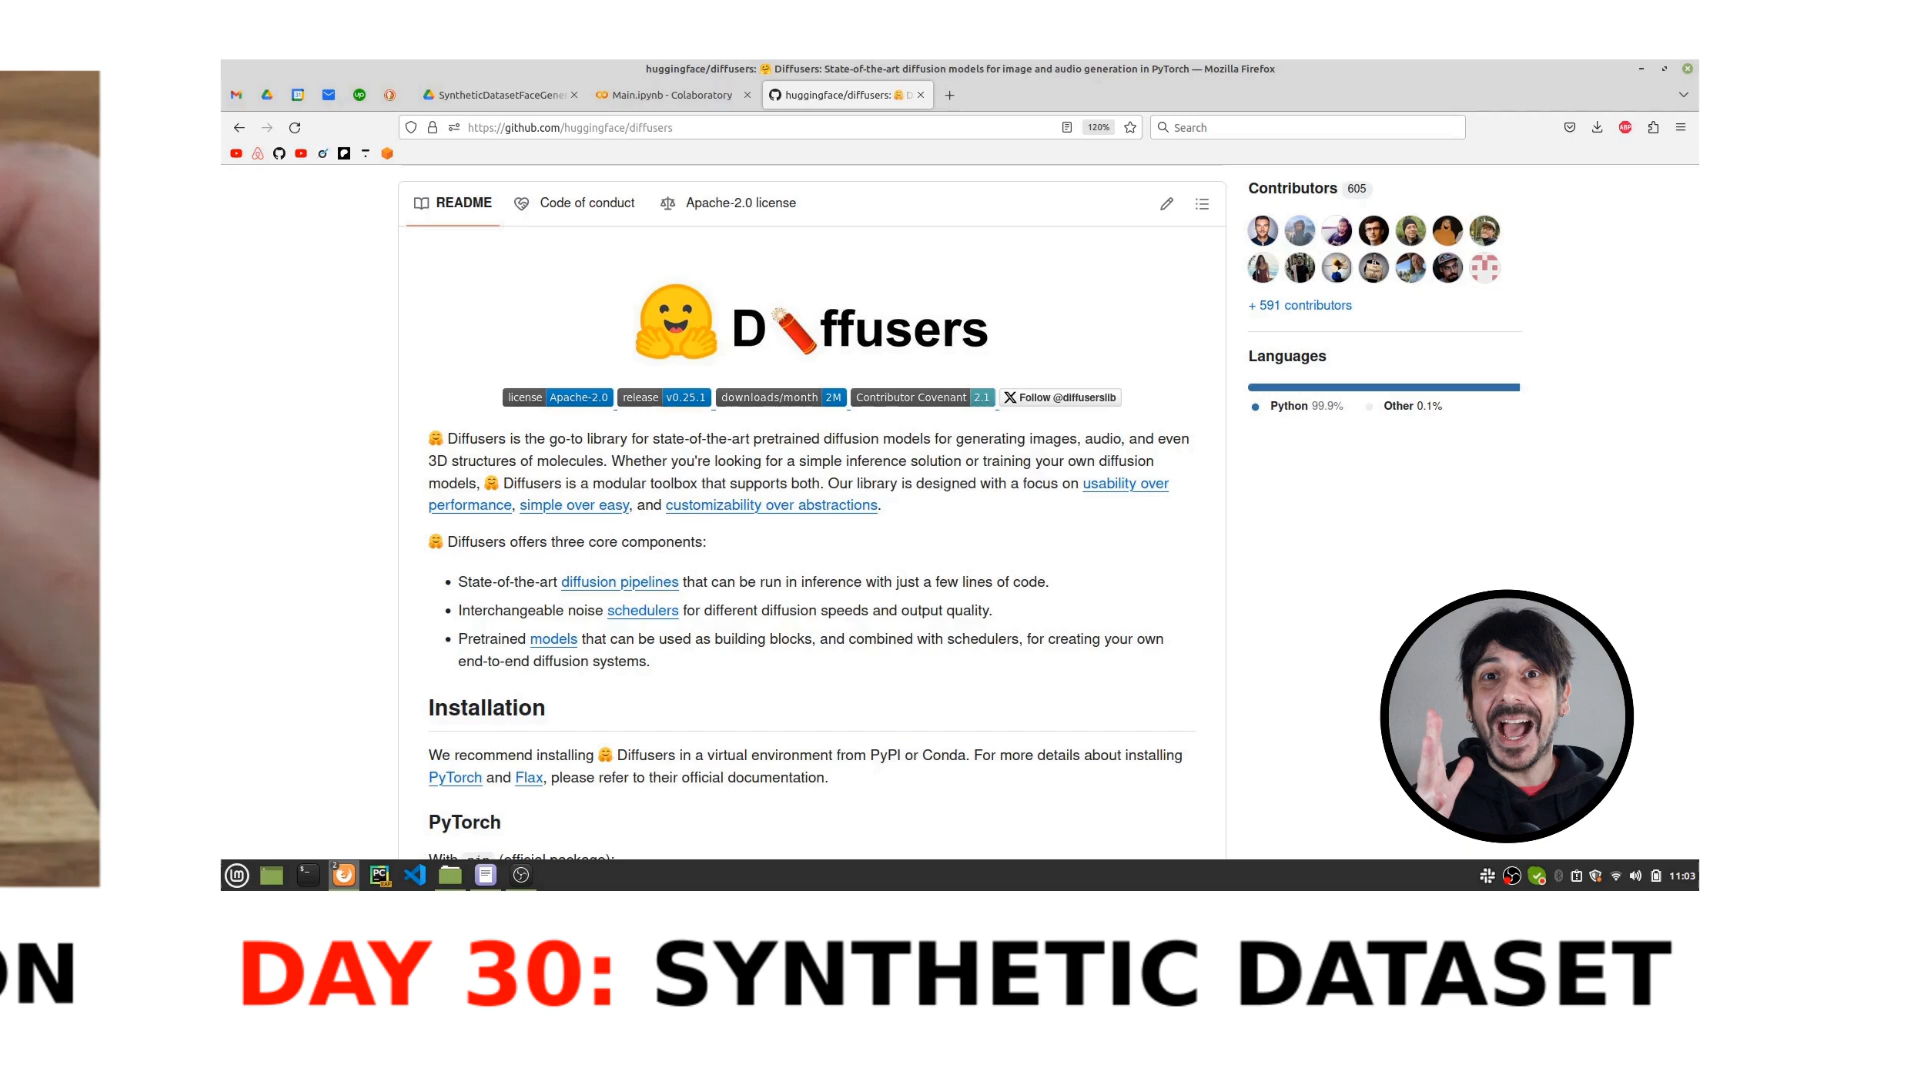 huggingface/diffusers: 🤗 Diffusers: State-of-the-art diffusion models for image and audio generation in PyTorch — Mozilla Firefox
SyntheticDatasetFaceGene
Main.ipynb - Colaboratory
huggingface/diffusers: 🤗 D
https://github.com/huggingface/diffusers
120%
Search
README
Code of conduct
Apache-2.0 license
D🧨ffusers
license Apache-2.0
release v0.25.1
downloads/month 2M
Contributor Covenant 2.1
Follow @diffuserslib
🤗 Diffusers is the go-to library for state-of-the-art pretrained diffusion models for generating images, audio, and even
3D structures of molecules. Whether you're looking for a simple inference solution or training your own diffusion
models, 🤗 Diffusers is a modular toolbox that supports both. Our library is designed with a focus on usability over
performance, simple over easy, and customizability over abstractions.
🤗 Diffusers offers three core components:
• State-of-the-art diffusion pipelines that can be run in inference with just a few lines of code.
• Interchangeable noise schedulers for different diffusion speeds and output quality.
• Pretrained models that can be used as building blocks, and combined with schedulers, for creating your own
end-to-end diffusion systems.
Installation
We recommend installing 🤗 Diffusers in a virtual environment from PyPI or Conda. For more details about installing
PyTorch and Flax, please refer to their official documentation.
PyTorch
With pip (official package):
Contributors 605
+ 591 contributors
Languages
Python 99.9%
Other 0.1%
11:03
ON
DAY 30: SYNTHETIC DATASET